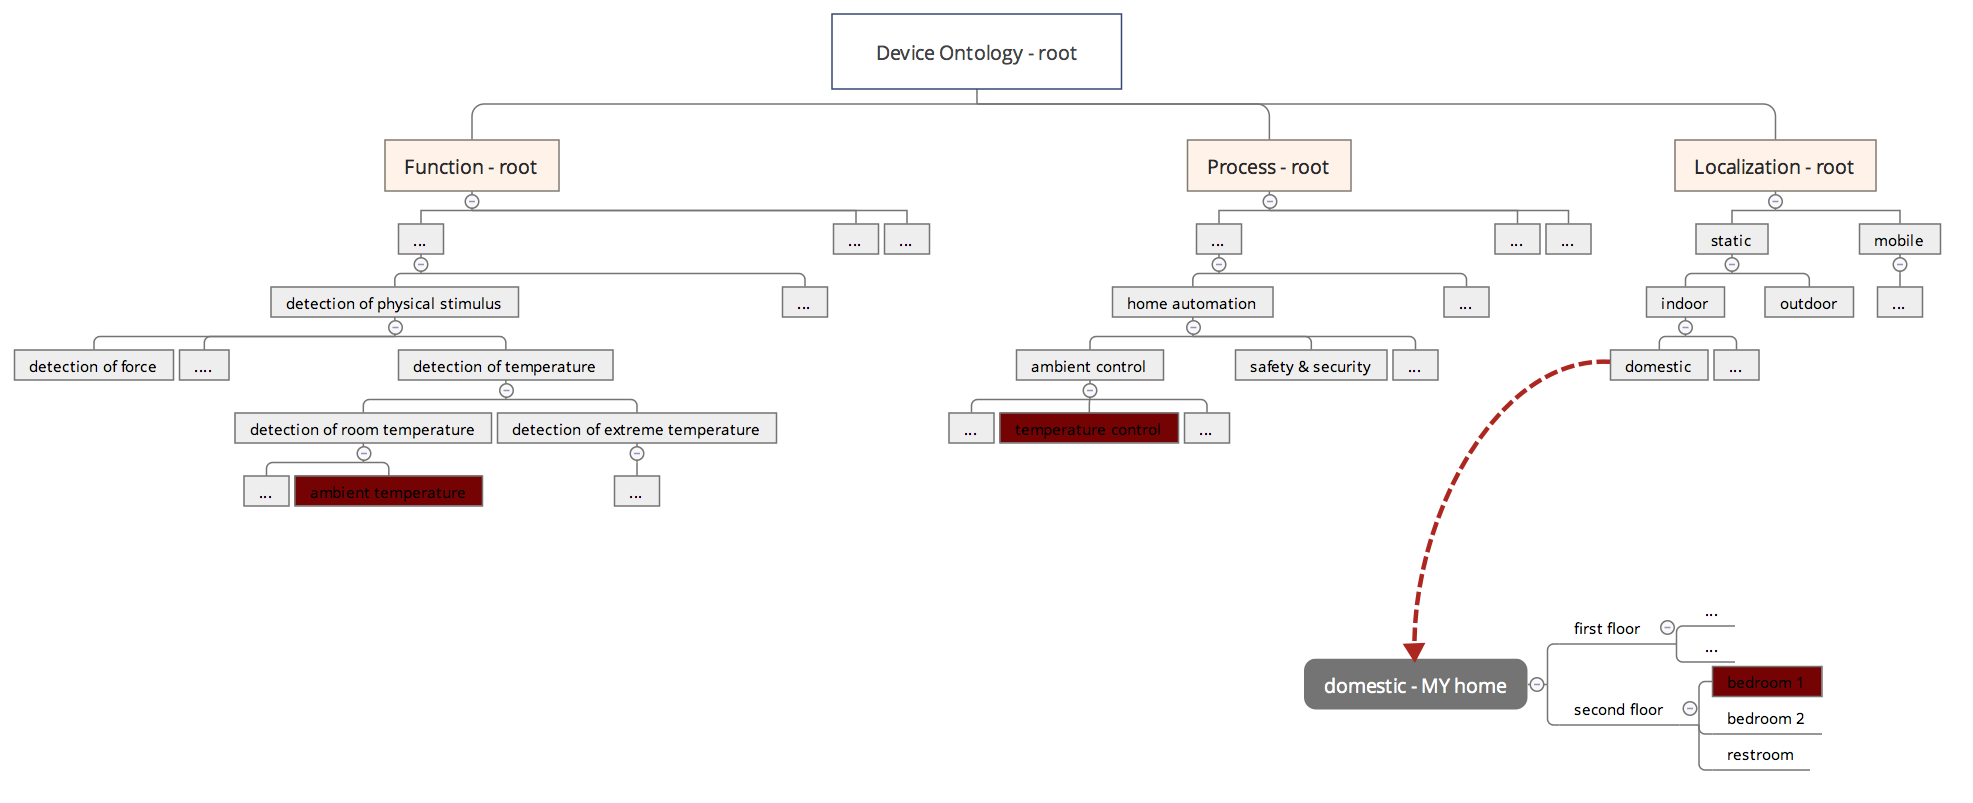 Device Ontology - root
Function - root
Process - root
Localization - root
...
...
...
...
...
...
static
mobile
detection of physical stimulus
...
home automation
...
indoor
outdoor
...
detection of force
....
detection of temperature
ambient control
safety & security
...
domestic
...
detection of room temperature
detection of extreme temperature
...
temperature control
...
...
ambient temperature
...
...
first floor
...
domestic - MY home
bedroom 1
second floor
bedroom 2
restroom